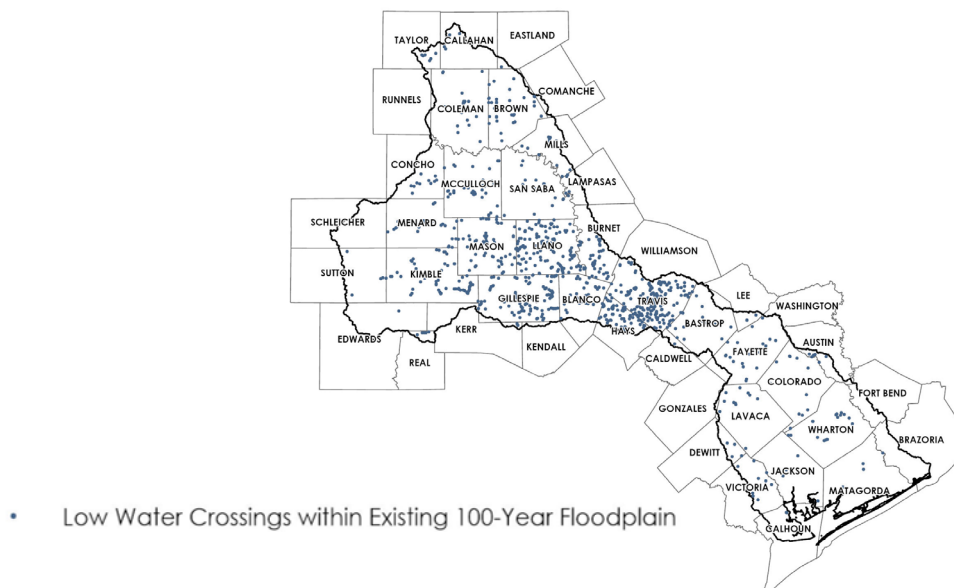 TAYLOR
CALLAHAN
EASTLAND
RUNNELS
COLEMAN
BROWN
COMANCHE
MILLS
CONCHO
MCCULLOCH
SAN SABA
LAMPASAS
SCHLEICHER
MENARD
BURNET
SUTTON
KIMBLE
MASON
LLANO
WILLIAMSON
GILLESPIE
BLANCO
TRAVIS
LEE
WASHINGTON
EDWARDS
KERR
HAYS
BASTROP
REAL
KENDALL
CALDWELL
FAYETTE
AUSTIN
COLORADO
GONZALES
LAVACA
FORT BEND
WHARTON
BRAZORIA
DEWITT
JACKSON
VICTORIA
MATAGORDA
CALHOUN
• Low Water Crossings within Existing 100-Year Floodplain